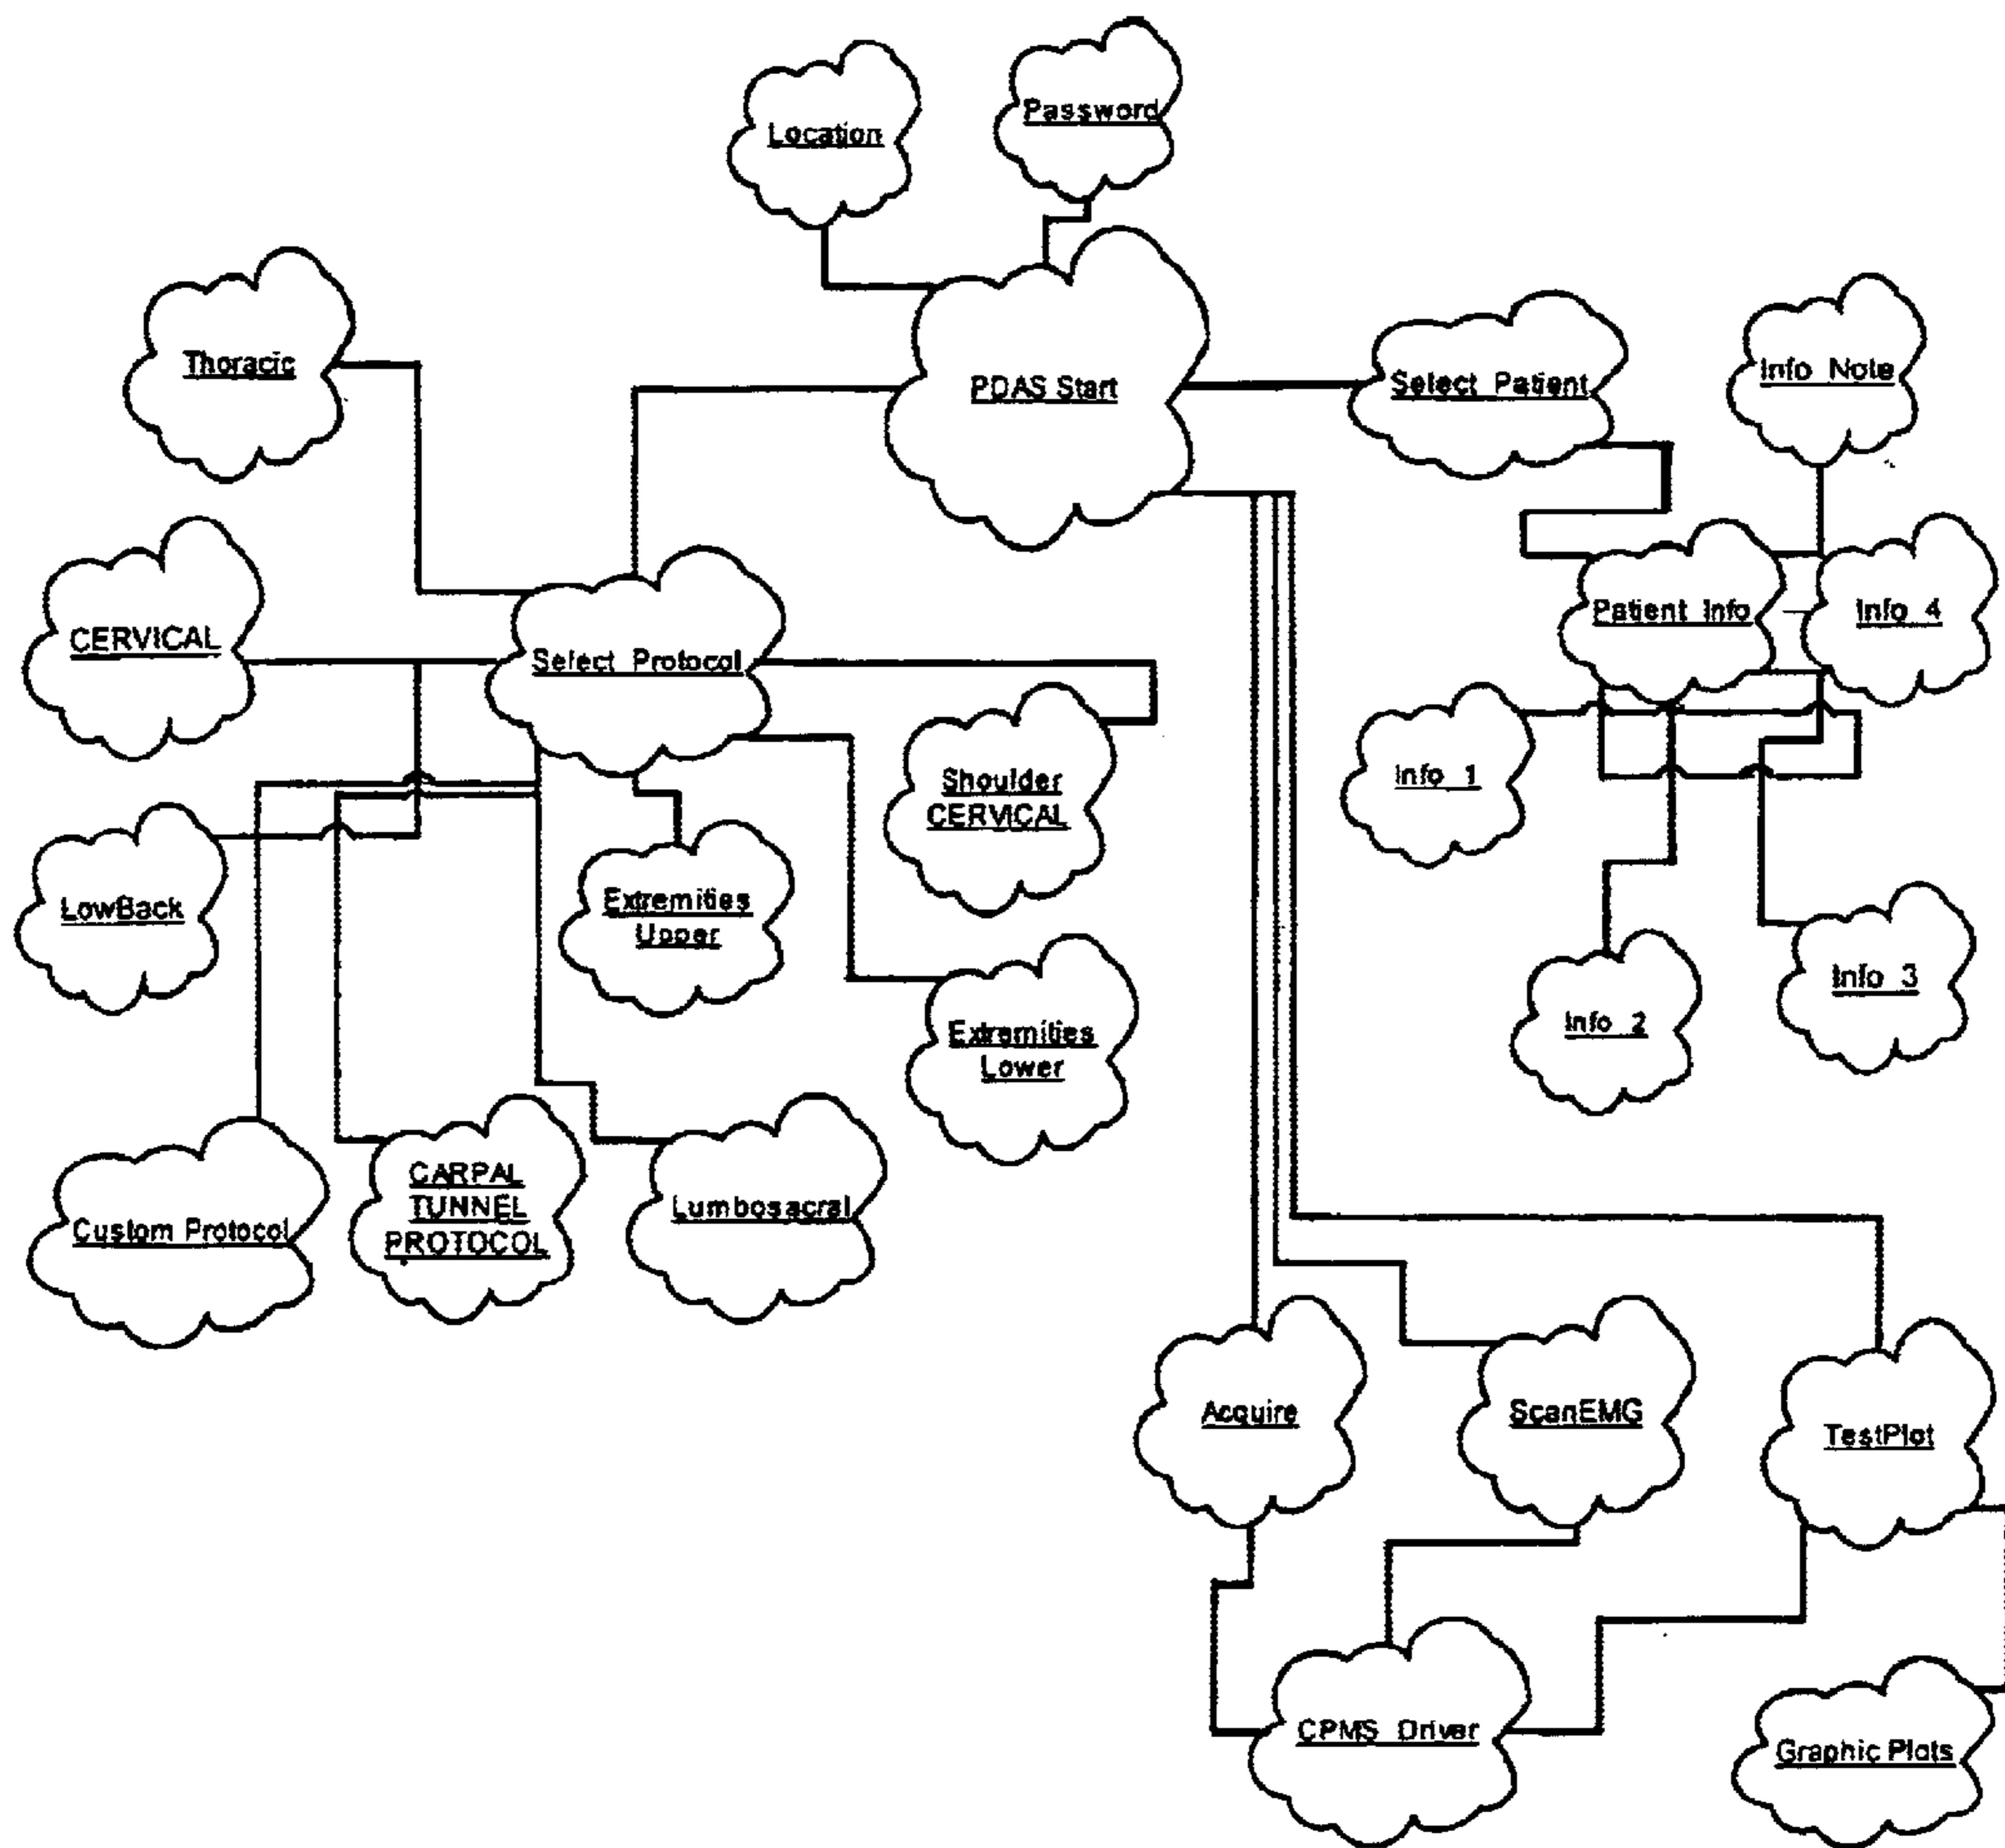 Password
Location
Thoracic
PDAS Start
Select Patient
Info Note
CERVICAL
Select Protocol
Patient Info
Info 4
Shoulder
CERVICAL
Info 1
LowBack
Extremities
Upper
Info 2
Info 3
Extremities
Lower
Custom Protocol
CARPAL
TUNNEL
PROTOCOL
Lumbosacral
Acquire
ScanEMG
TestPlot
CPMS Driver
Graphic Plots